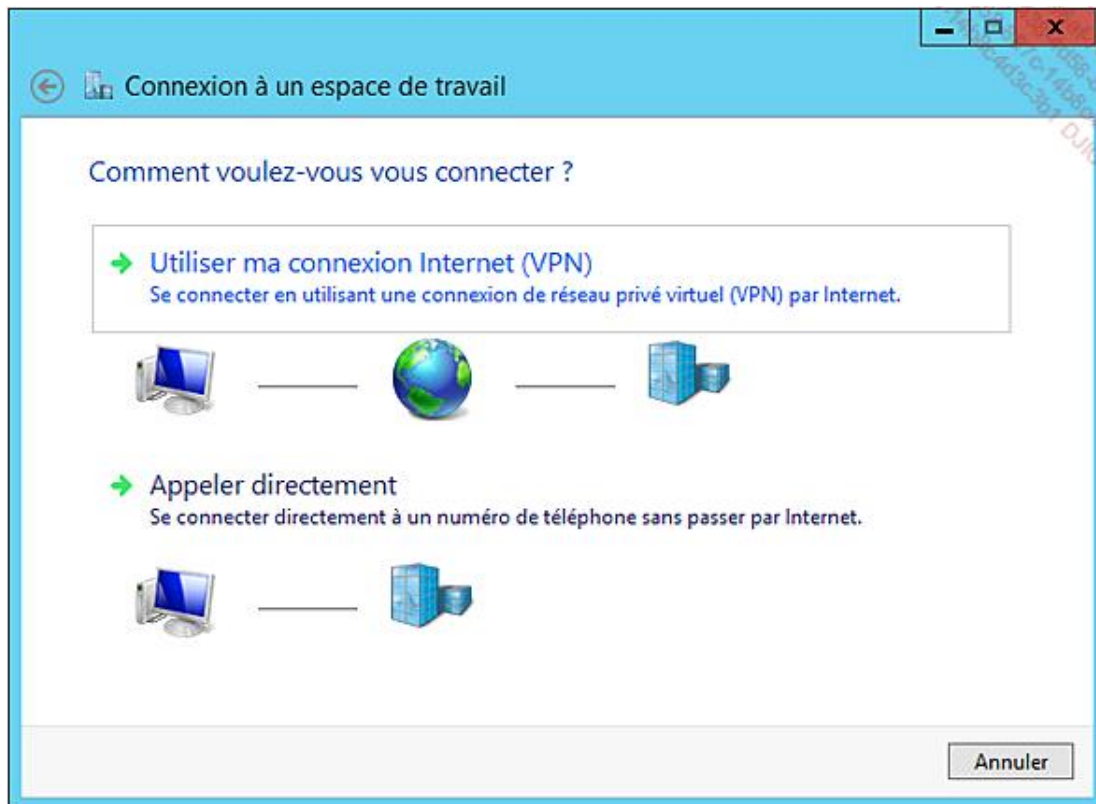 Connexion à un espace de travail
Comment voulez-vous vous connecter ?
Utiliser ma connexion Internet (VPN)
Se connecter en utilisant une connexion de réseau privé virtuel (VPN) par Internet.
Appeler directement
Se connecter directement à un numéro de téléphone sans passer par Internet.
Annuler